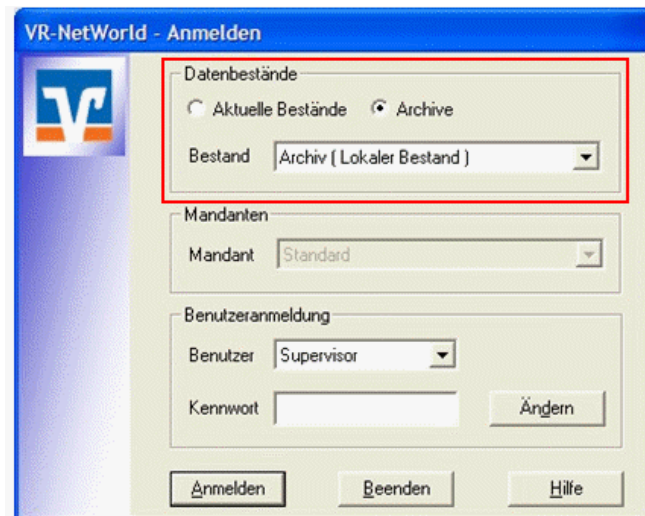 VR-NetWorld - Anmelden
Datenbestände
Aktuelle Bestände Archive
Bestand Archiv ( Lokaler Bestand )
Mandanten
Mandant Standard
Benutzeranmeldung
Benutzer Supervisor
Kennwort Ändern
Anmelden Beenden Hilfe